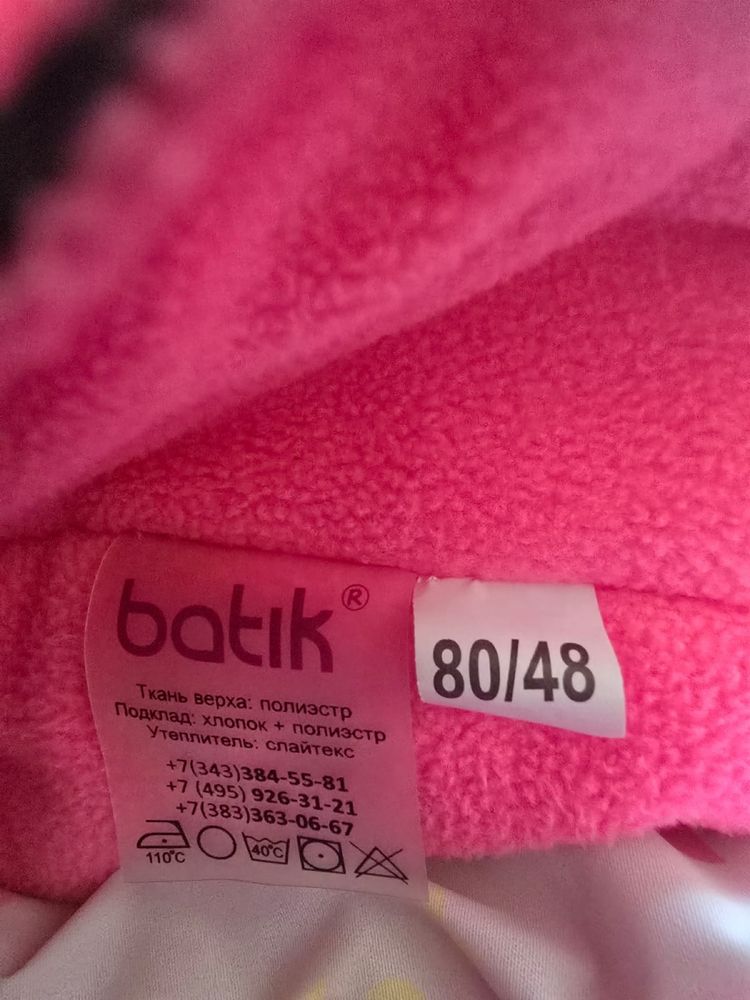 batik®
80/48
Ткань верха: полиэстр
Подклад: хлопок + полиэстр
Утеплитель: слайтекс
+7(343)384-55-81
+7 (495) 926-31-21
+7(383)363-06-67
110°C
40°C